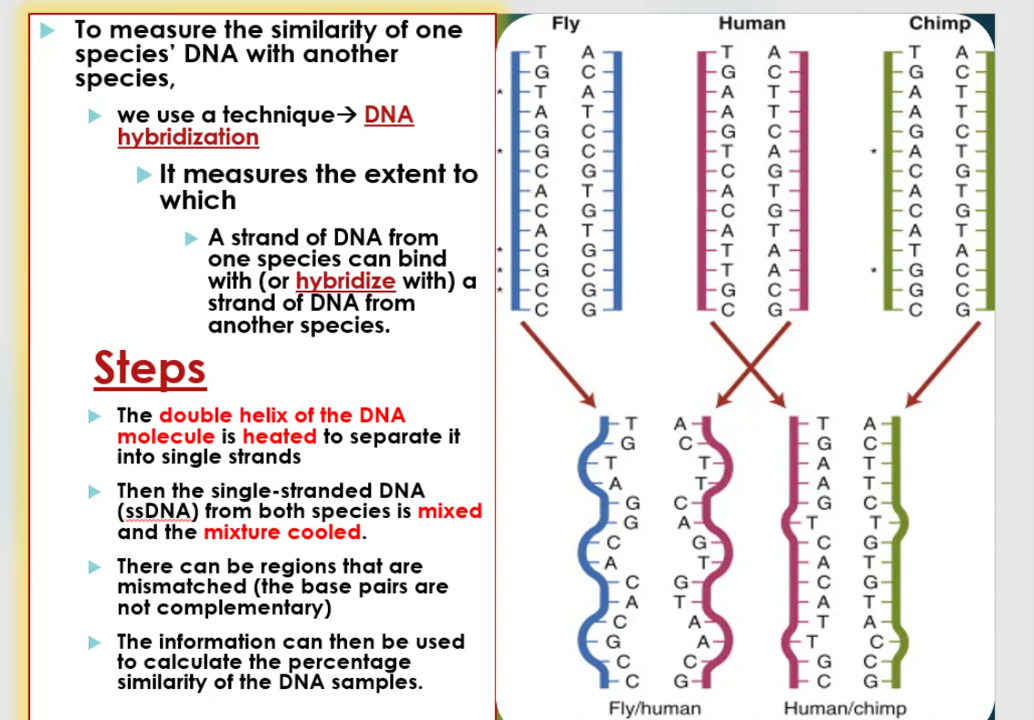 To measure the similarity of one
species' DNA with another
species,
we use a technique→ DNA
hybridization
It measures the extent to
which
A strand of DNA from
one species can bind
with (or hybridize with) a
strand of DNA from
another species.
Steps
The double helix of the DNA
molecule is heated to separate it
into single strands
Then the single-stranded DNA
(ssDNA) from both species is mixed
and the mixture cooled.
There can be regions that are
mismatched (the base pairs are
not complementary)
The information can then be used
to calculate the percentage
similarity of the DNA samples.
Fly Human Chimp
T A T A T A
G C G C G C
* T A A T A T
A T A T A T
G C G C G C
* G C T A * A T
C G C G C G
A T A T A T
C G C G C G
A T A T A T
* C G T A T A
* G C T A * G C
* C G G C G C
C G C G C G
T A T A
G C G C
T T A T
A T A T
G C G C
G A T T
C G C G
A T A T
C G C G
A T A T
C A T A
G A T C
C C G C
C G C G
Fly/human Human/chimp